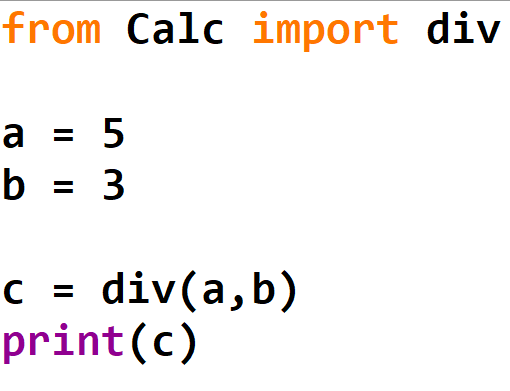 from Calc import div
a = 5
b = 3
c = div(a,b)
print(c)